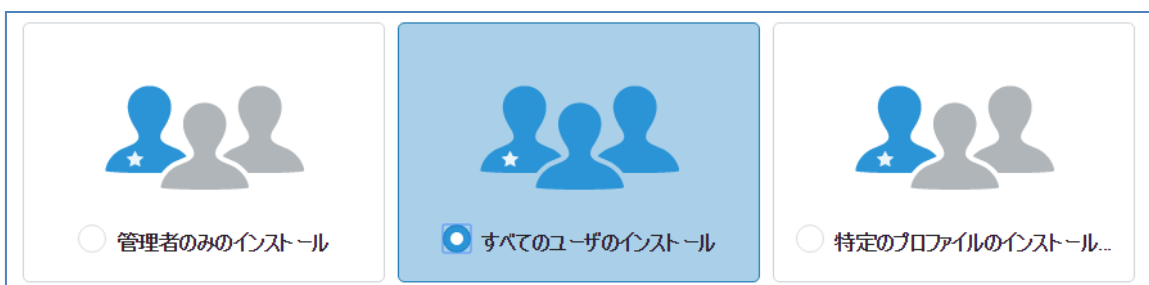 管理者のみのインストール
すべてのユーザのインストール
特定のプロファイルのインストール...